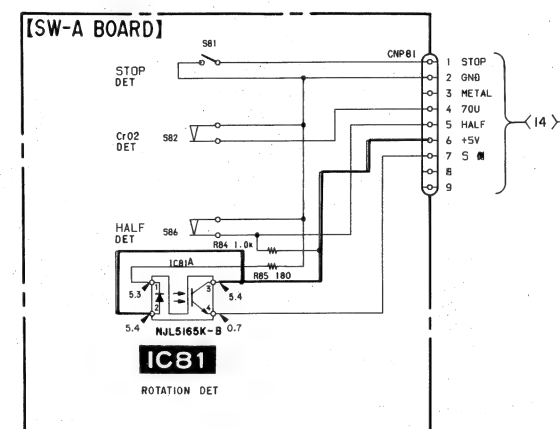 [SW-A BOARD]
S81
STOP
DET
CNP81
1 STOP
2 GND
3 METAL
4 70U
5 HALF
6 +5V
7 S 側
8
9
14
CrO2
DET
S82
HALF
DET
S86
R84 1.0k
IC81A
R85 180
5.3
1
2
3
4
5.4
5.4
0.7
NJL5165K-B
IC81
ROTATION DET